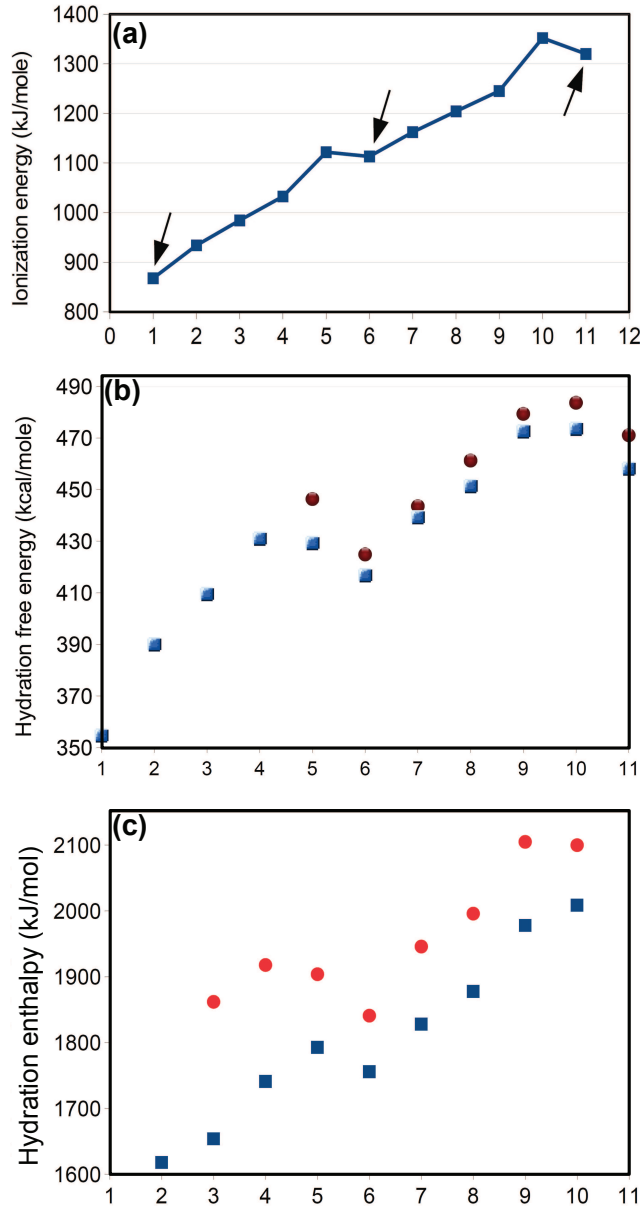 (a)
Ionization energy (kJ/mole)
1400
1300
1200
1100
1000
900
800
0 1 2 3 4 5 6 7 8 9 10 11 12
(b)
Hydration free energy (kcal/mole)
490
470
450
430
410
390
370
350
1 2 3 4 5 6 7 8 9 10 11
(c)
Hydration enthalpy (kJ/mol)
2100
2000
1900
1800
1700
1600
1 2 3 4 5 6 7 8 9 10 11